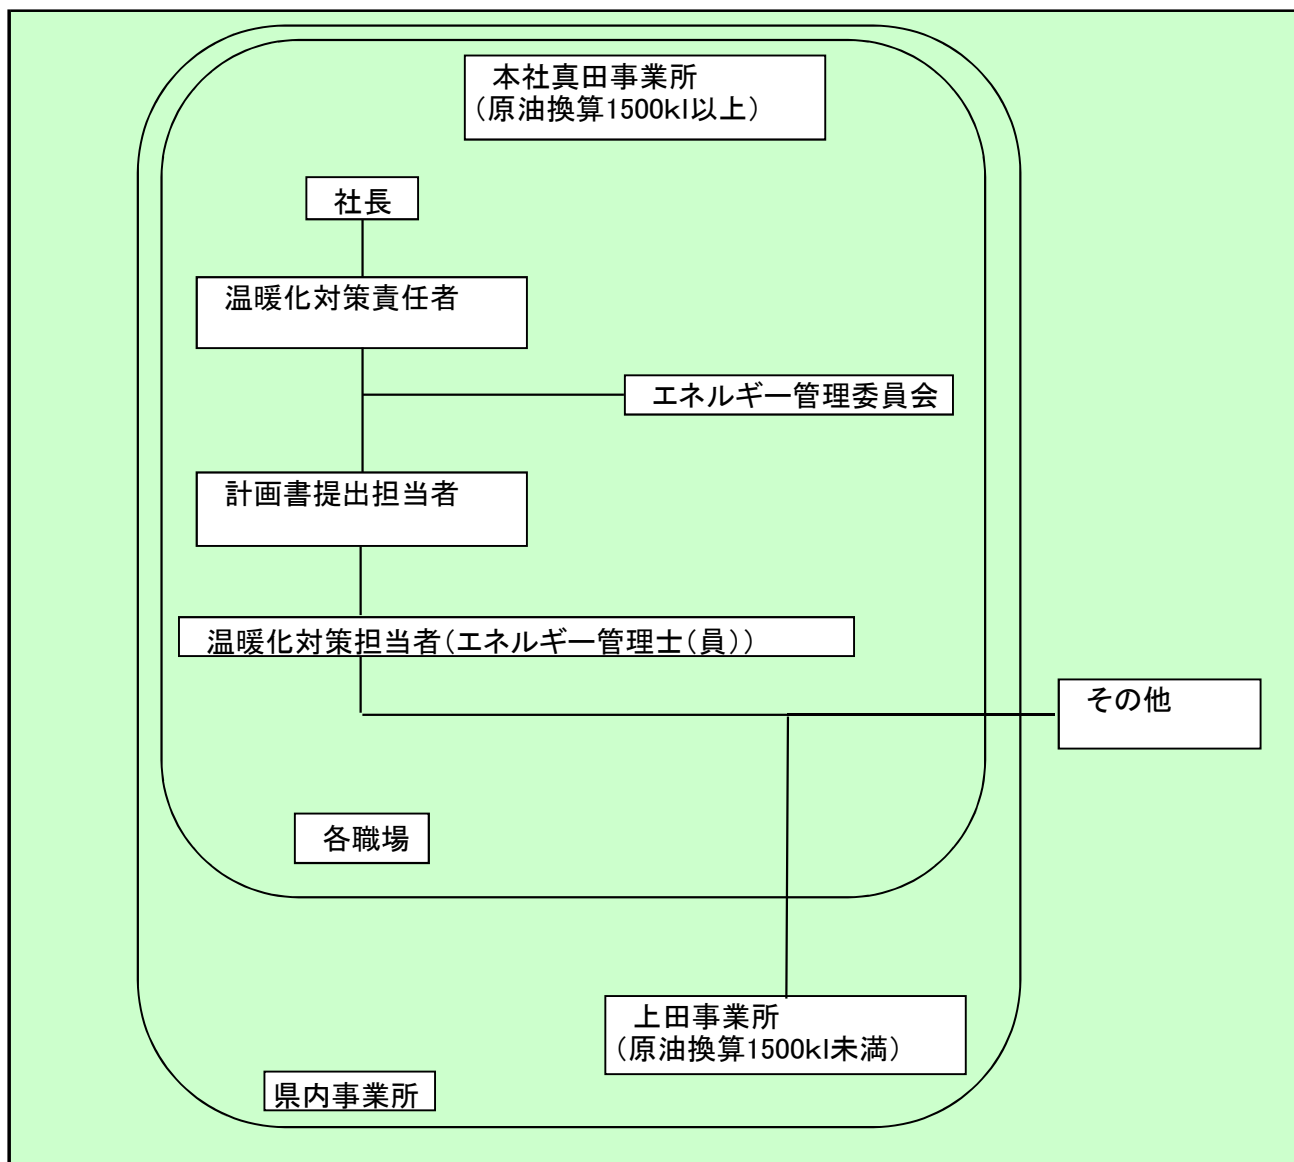 本社真田事業所
(原油換算1500kl以上)
社長
温暖化対策責任者
エネルギー管理委員会
計画書提出担当者
温暖化対策担当者(エネルギー管理士(員))
その他
各職場
上田事業所
(原油換算1500kl未満)
県内事業所